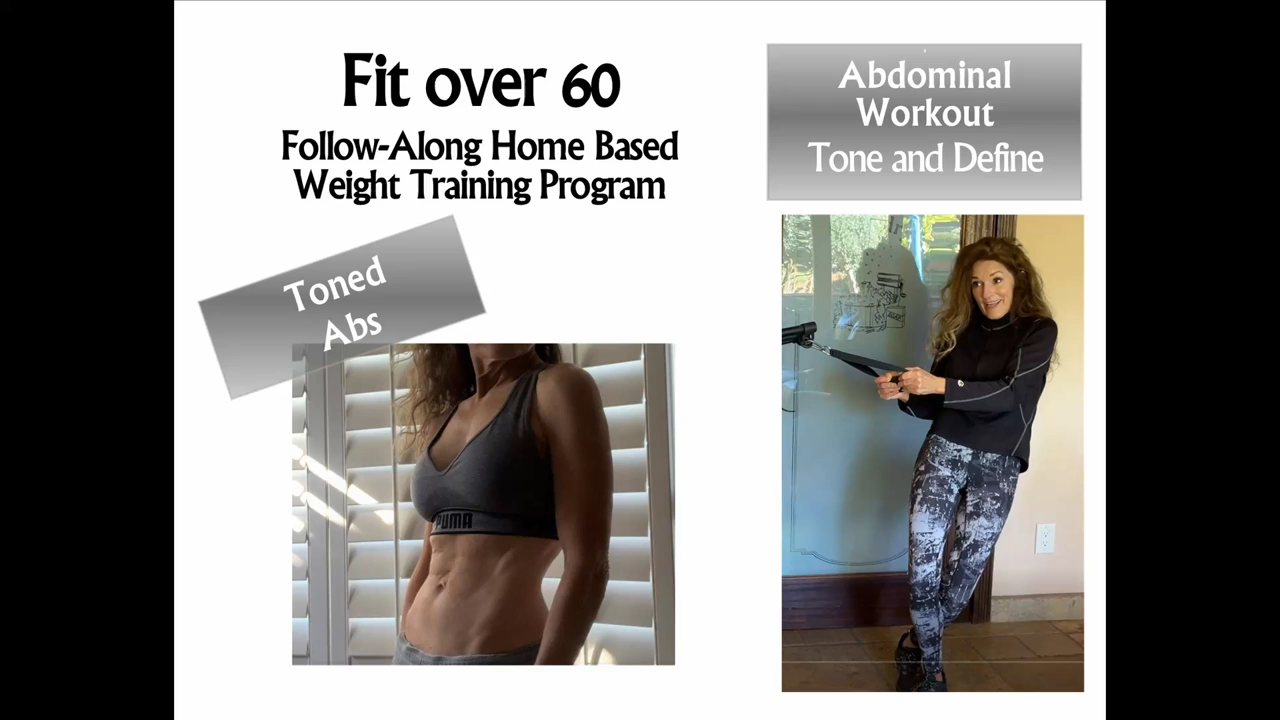 Fit over 60
Follow-Along Home Based
Weight Training Program
Abdominal
Workout
Tone and Define
Toned
Abs
PUMA